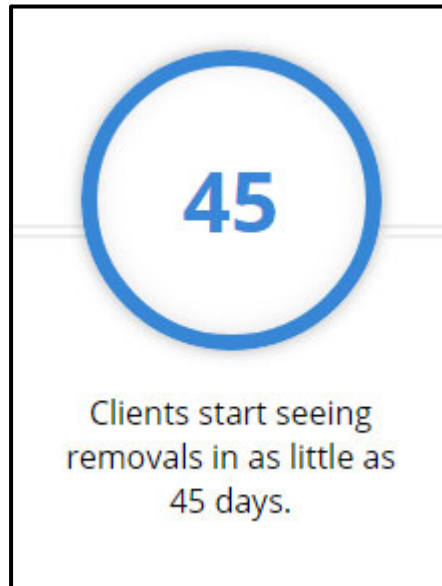 45
Clients start seeing
removals in as little as
45 days.